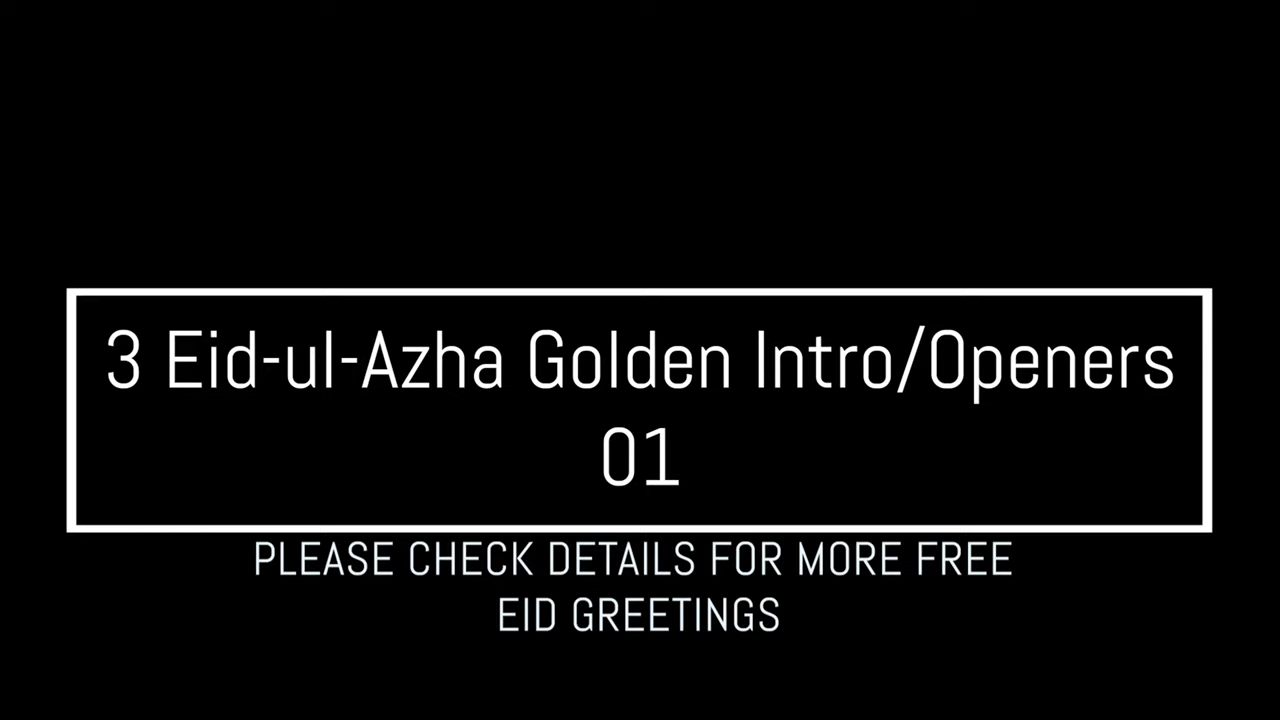 3 Eid-ul-Azha Golden Intro/Openers
01
PLEASE CHECK DETAILS FOR MORE FREE
EID GREETINGS